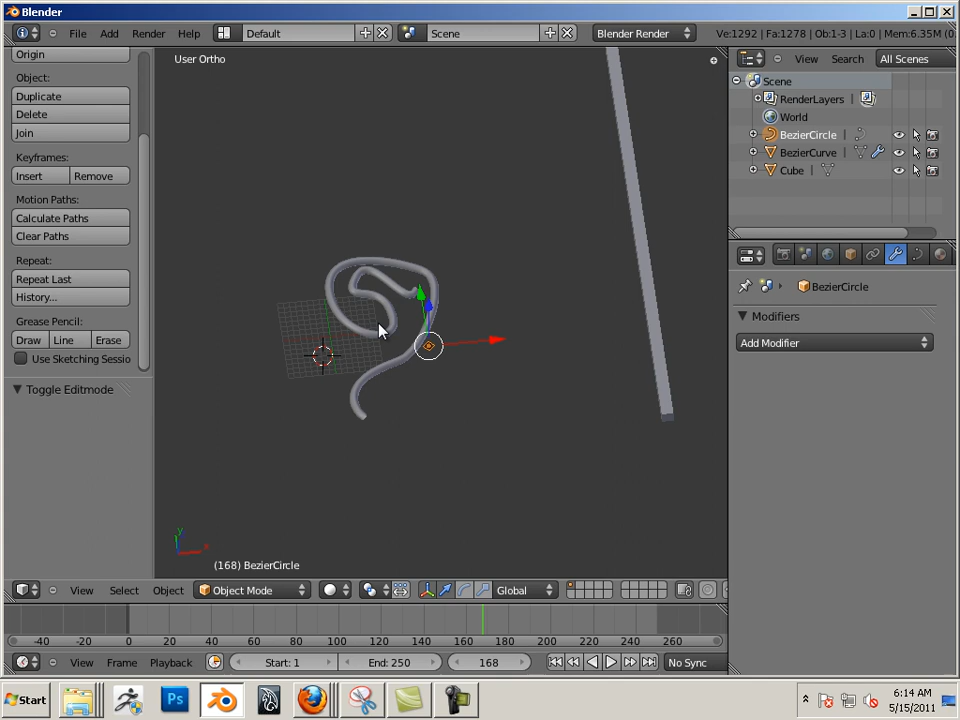 Blender
File Add Render Help Default Scene Blender Render Ve:1292 | Fa:1278 | Ob:1-3 | La:0 | Mem:6.35M (0
Origin
Object:
Duplicate
Delete
Join
Keyframes:
Insert Remove
Motion Paths:
Calculate Paths
Clear Paths
Repeat:
Repeat Last
History...
Grease Pencil:
Draw Line Erase
Use Sketching Sessio
Toggle Editmode
User Ortho
y
x
(168) BezierCircle
View Search All Scenes
Scene
RenderLayers |
World
BezierCircle |
BezierCurve |
Cube |
BezierCircle
Modifiers
Add Modifier
View Select Object Object Mode Global
-40 -20 0 20 40 60 80 100 120 140 160 180 200 220 240 260
View Frame Playback Start: 1 End: 250 168 No Sync
Start Ps 6:14 AM
5/15/2011